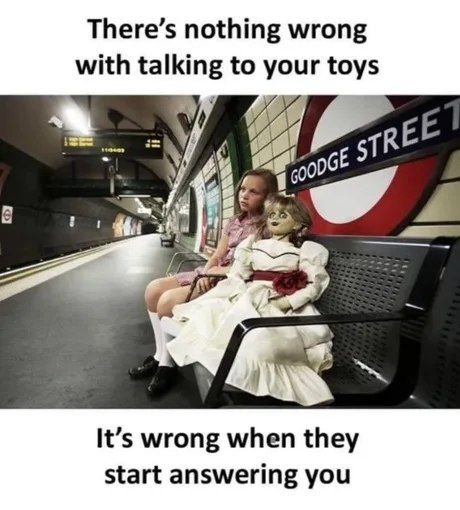 There's nothing wrong
with talking to your toys
GOODGE STREET
It's wrong when they
start answering you